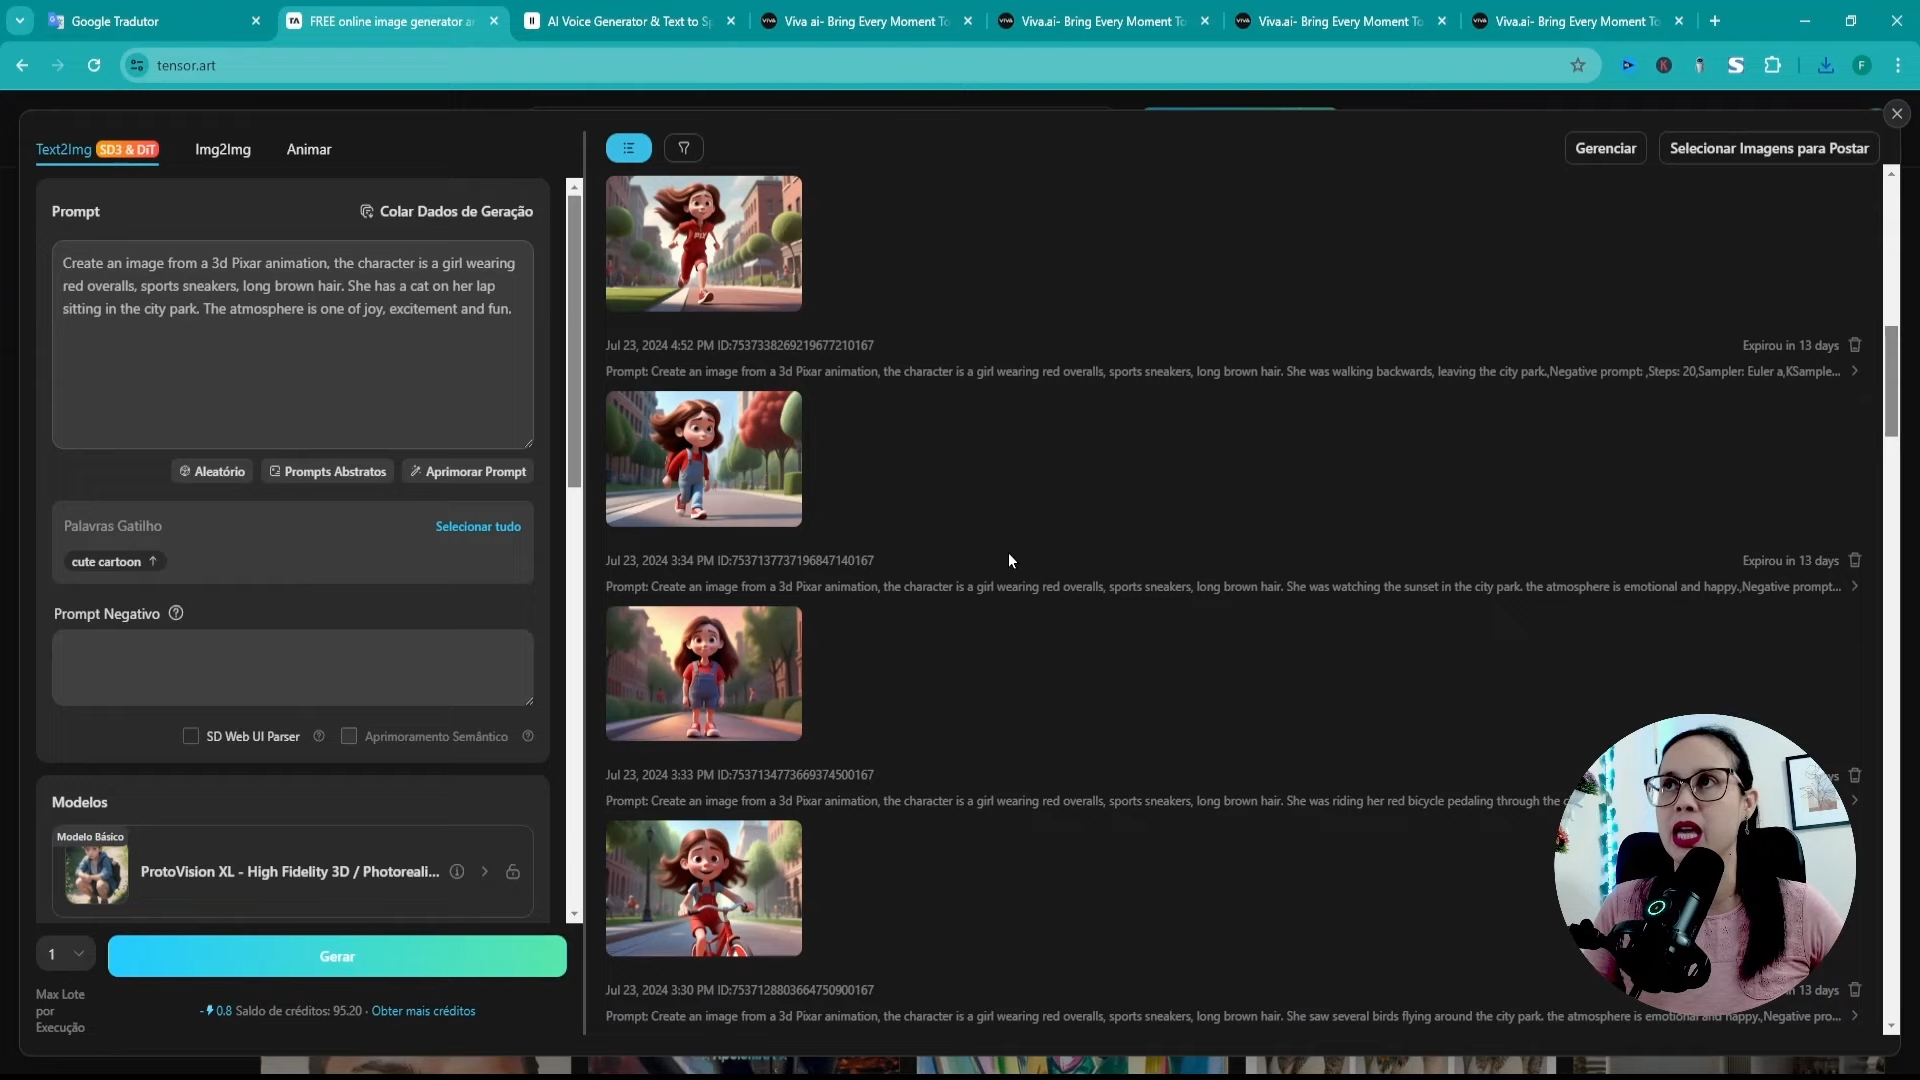 Google Tradutor
TA
FREE online image generator ar
AI Voice Generator & Text to Sp
VIVA
Viva ai- Bring Every Moment To
VIVA
Viva.ai- Bring Every Moment To
VIVA
Viva.ai- Bring Every Moment To
VIVA
Viva.ai- Bring Every Moment To
tensor.art
K
S
F
Text2Img SD3 & DiT
Img2Img
Animar
Gerenciar
Selecionar Imagens para Postar
Prompt
Colar Dados de Geração
Create an image from a 3d Pixar animation, the character is a girl wearing
red overalls, sports sneakers, long brown hair. She has a cat on her lap
sitting in the city park. The atmosphere is one of joy, excitement and fun.
Aleatório
Prompts Abstratos
Aprimorar Prompt
Palavras Gatilho
Selecionar tudo
cute cartoon
Prompt Negativo
SD Web UI Parser
Aprimoramento Semântico
Modelos
Modelo Básico
ProtoVision XL - High Fidelity 3D / Photoreali...
1
Gerar
Max Lote
por
Execução
-0.8 Saldo de créditos: 95.20 · Obter mais créditos
Jul 23, 2024 4:52 PM ID:7537338269219677210167
Expirou in 13 days
Prompt: Create an image from a 3d Pixar animation, the character is a girl wearing red overalls, sports sneakers, long brown hair. She was walking backwards, leaving the city park.,Negative prompt: ,Steps: 20,Sampler: Euler a,KSample...
Jul 23, 2024 3:34 PM ID:7537137737196847140167
Expirou in 13 days
Prompt: Create an image from a 3d Pixar animation, the character is a girl wearing red overalls, sports sneakers, long brown hair. She was watching the sunset in the city park. the atmosphere is emotional and happy.,Negative prompt...
Jul 23, 2024 3:33 PM ID:7537134773669374500167
Prompt: Create an image from a 3d Pixar animation, the character is a girl wearing red overalls, sports sneakers, long brown hair. She was riding her red bicycle pedaling through the
Jul 23, 2024 3:30 PM ID:7537128803664750900167
in 13 days
Prompt: Create an image from a 3d Pixar animation, the character is a girl wearing red overalls, sports sneakers, long brown hair. She saw several birds flying around the city park. the atmosphere is emotional and happy.,Negative pro...